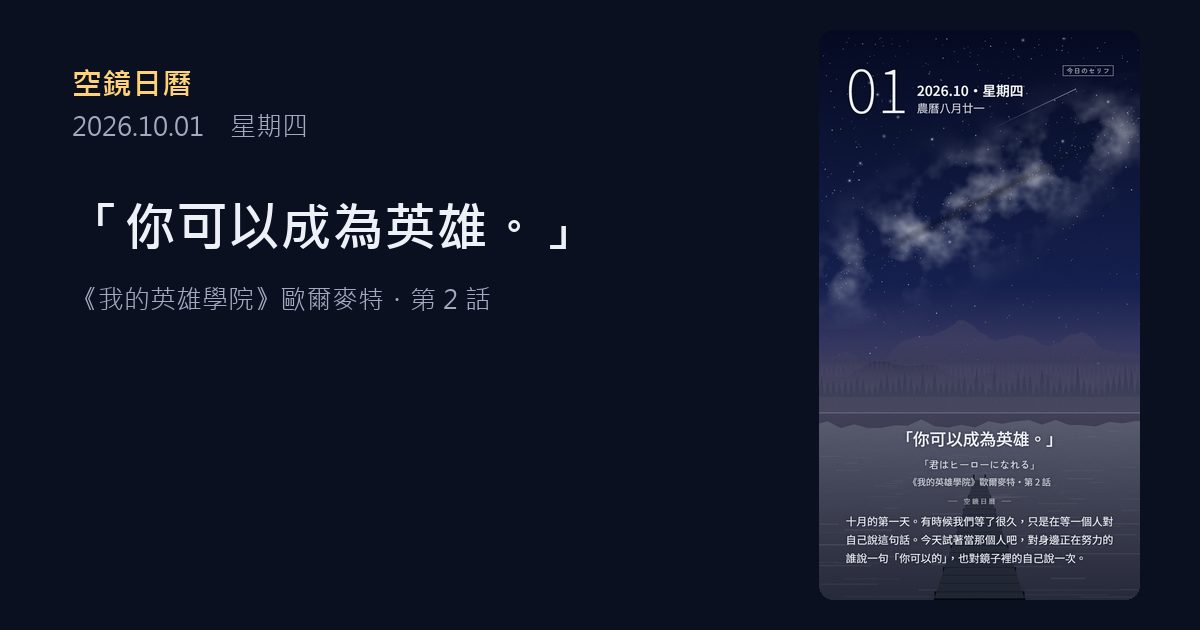 空鏡日曆
2026.10.01 星期四
「你可以成為英雄。」
《我的英雄學院》歐爾麥特·第 2 話
01
今日のセリフ
2026.10・星期四
農曆八月廿一
「你可以成為英雄。」
「君はヒーローになれる」
《我的英雄學院》歐爾麥特・第 2 話
— 空鏡日曆 —
十月的第一天。有時候我們等了很久，只是在等一個人對
自己說這句話。今天試著當那個人吧，對身邊正在努力的
誰說一句「你可以的」，也對鏡子裡的自己說一次。